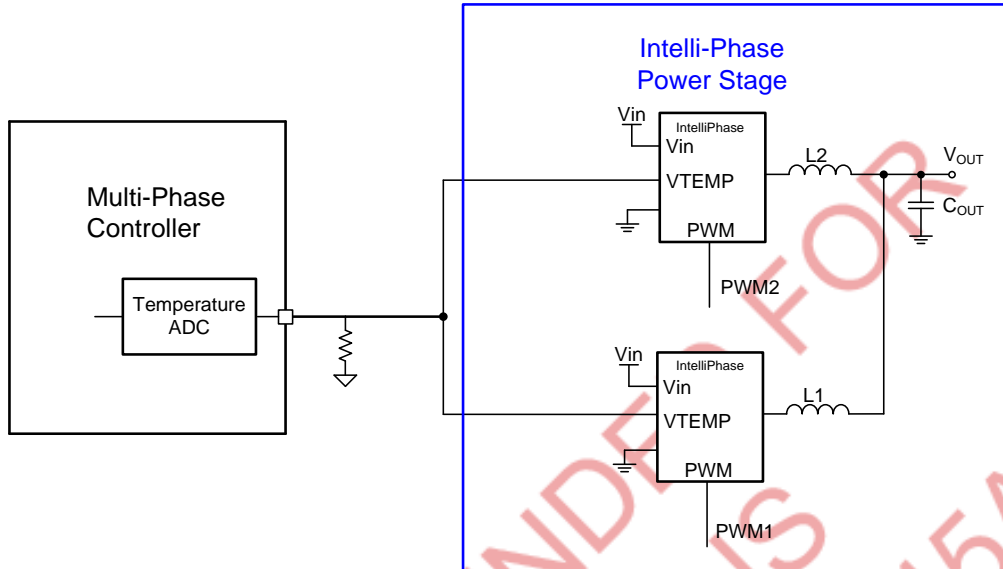 Intelli-Phase
Power Stage
Multi-Phase
Controller
Temperature
ADC
Vin
IntelliPhase
Vin
VTEMP
PWM
PWM2
L2
VOUT
COUT
Vin
IntelliPhase
Vin
VTEMP
PWM
PWM1
L1
FOR
IS